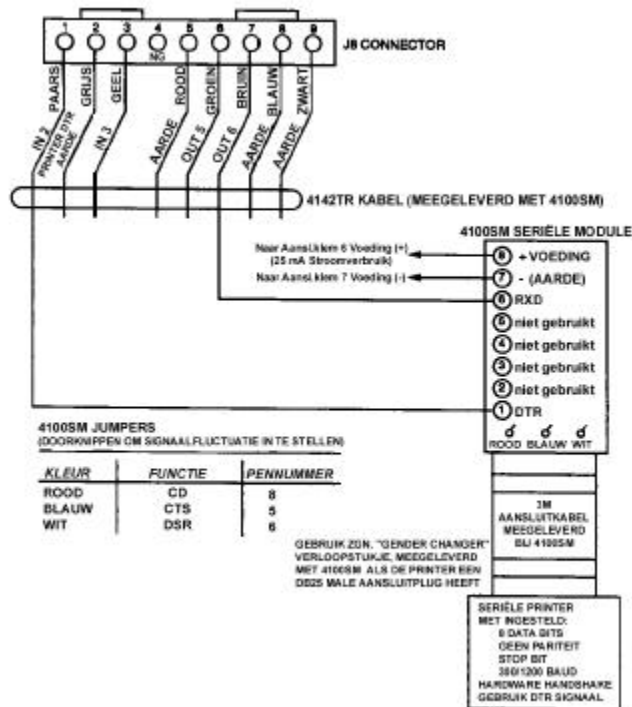 1 2 3 4 5 6 7 8 9
NG
J8 CONNECTOR
PAARS
GRIJS
GEEL
ROOD
GROEN
BRUIN
BLAUW
ZWART
IN 2
PRINTER DTR
AARDE
IN 3
AARDE
OUT 5
OUT 6
AARDE
AARDE
4142TR KABEL (MEEGELEVERD MET 4100SM)
4100SM SERIËLE MODULE
Naar Aansl.klem 6 Voeding (+)
(25 mA Stroomverbruik)
Naar Aansl.klem 7 Voeding (-)
8 + VOEDING
7 - (AARDE)
6 RXD
5 niet gebruikt
4 niet gebruikt
3 niet gebruikt
2 niet gebruikt
1 DTR
ROOD BLAUW WIT
4100SM JUMPERS
(DOORKNIPPEN OM SIGNAALFLUCTUATIE IN TE STELLEN)
KLEUR FUNCTIE PENNUMMER
ROOD CD 8
BLAUW CTS 5
WIT DSR 6
3M
AANSLUITKABEL
MEEGELEVERD
BIJ 4100SM
GEBRUIK ZGN. "GENDER CHANGER"
VERLOOPSTUKJE, MEEGELEVERD
MET 4100SM ALS DE PRINTER EEN
DB25 MALE AANSLUITPLUG HEEFT
SERIËLE PRINTER
MET INGESTELD:
8 DATA BITS
GEEN PARITEIT
STOP BIT
300/1200 BAUD
HARDWARE HANDSHAKE
GEBRUIK DTR SIGNAAL